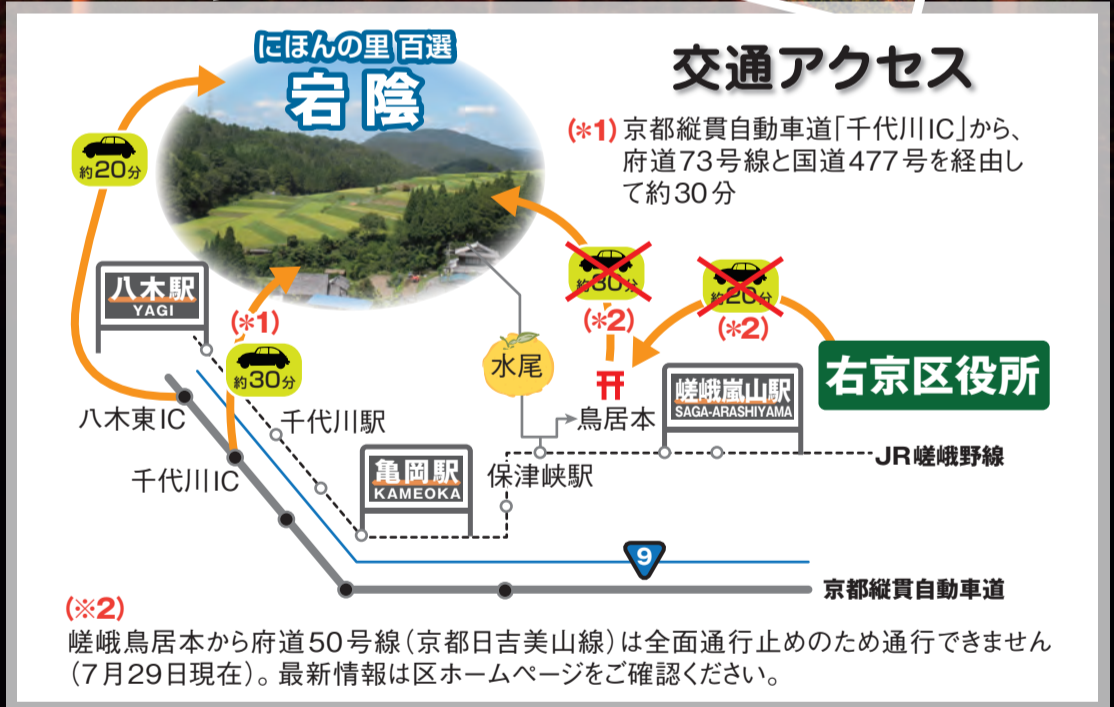 にほんの里 百選
宕陰
交通アクセス
(*1) 京都縦貫自動車道「千代川IC」から、
府道73号線と国道477号を経由し
て約30分
約20分
八木駅
YAGI
(*1)
約30分
約30分
(*2)
約20分
(*2)
水尾
右京区役所
八木東IC
千代川駅
鳥居本
嵯峨嵐山駅
SAGA-ARASHIYAMA
千代川IC
亀岡駅
KAMEOKA
保津峡駅
JR嵯峨野線
9
京都縦貫自動車道
(※2)
嵯峨鳥居本から府道50号線(京都日吉美山線)は全面通行止めのため通行できません
(7月29日現在)。最新情報は区ホームページをご確認ください。